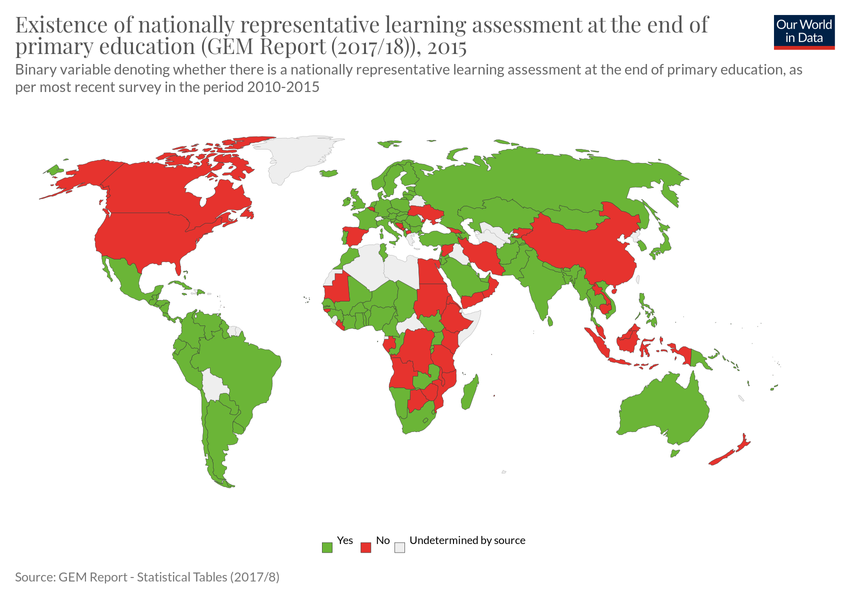 Existence of nationally representative learning assessment at the end of
primary education (GEM Report (2017/18)), 2015
Our World
in Data
Binary variable denoting whether there is a nationally representative learning assessment at the end of primary education, as
per most recent survey in the period 2010-2015
Yes No Undetermined by source
Source: GEM Report - Statistical Tables (2017/8)